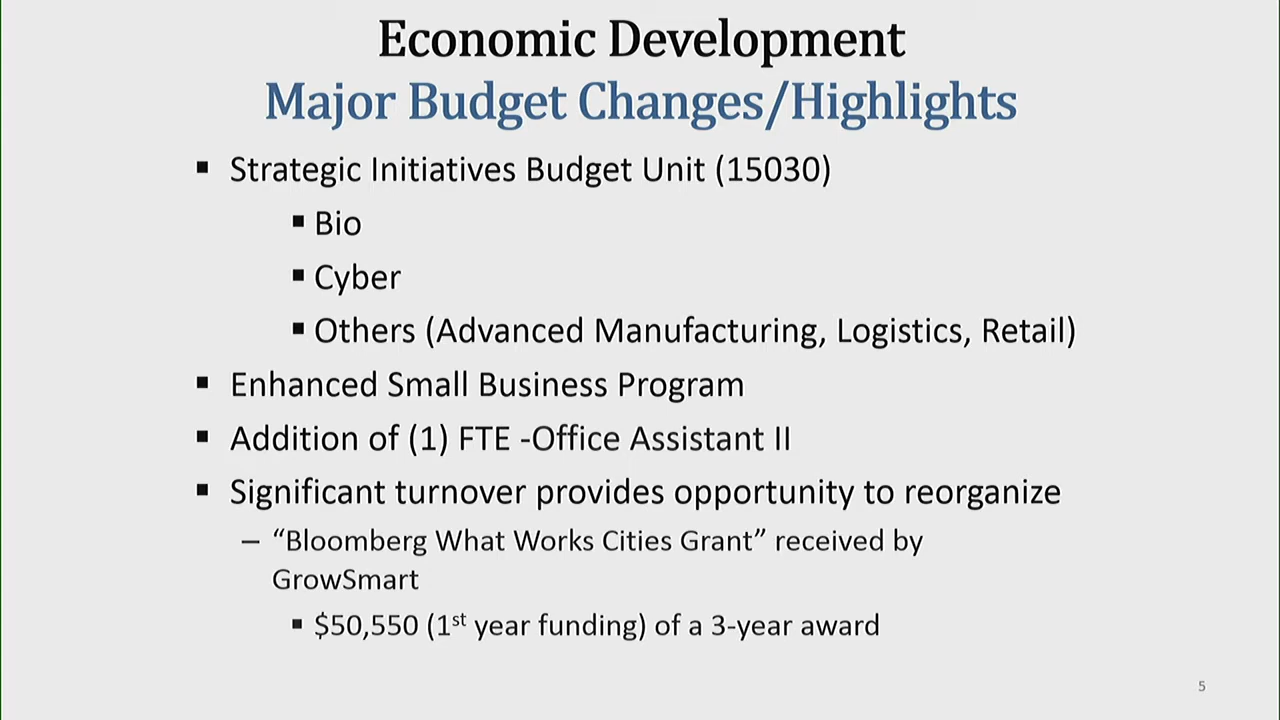 Economic Development
Major Budget Changes/Highlights
▪ Strategic Initiatives Budget Unit (15030)
▪ Bio
▪ Cyber
▪ Others (Advanced Manufacturing, Logistics, Retail)
▪ Enhanced Small Business Program
▪ Addition of (1) FTE -Office Assistant II
▪ Significant turnover provides opportunity to reorganize
– “Bloomberg What Works Cities Grant” received by
GrowSmart
▪ $50,550 (1st year funding) of a 3-year award
5